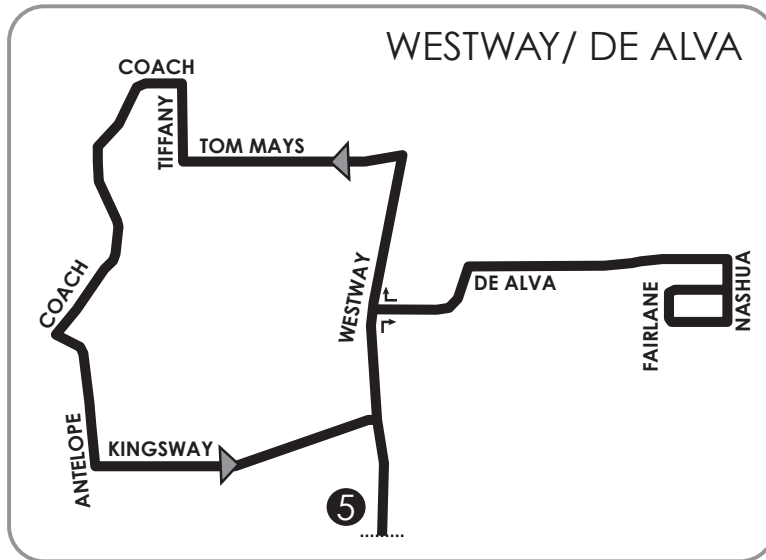 WESTWAY/ DE ALVA
COACH
TIFFANY
TOM MAYS
WESTWAY
DE ALVA
NASHUA
FAIRLANE
COACH
ANTELOPE
KINGSWAY
5